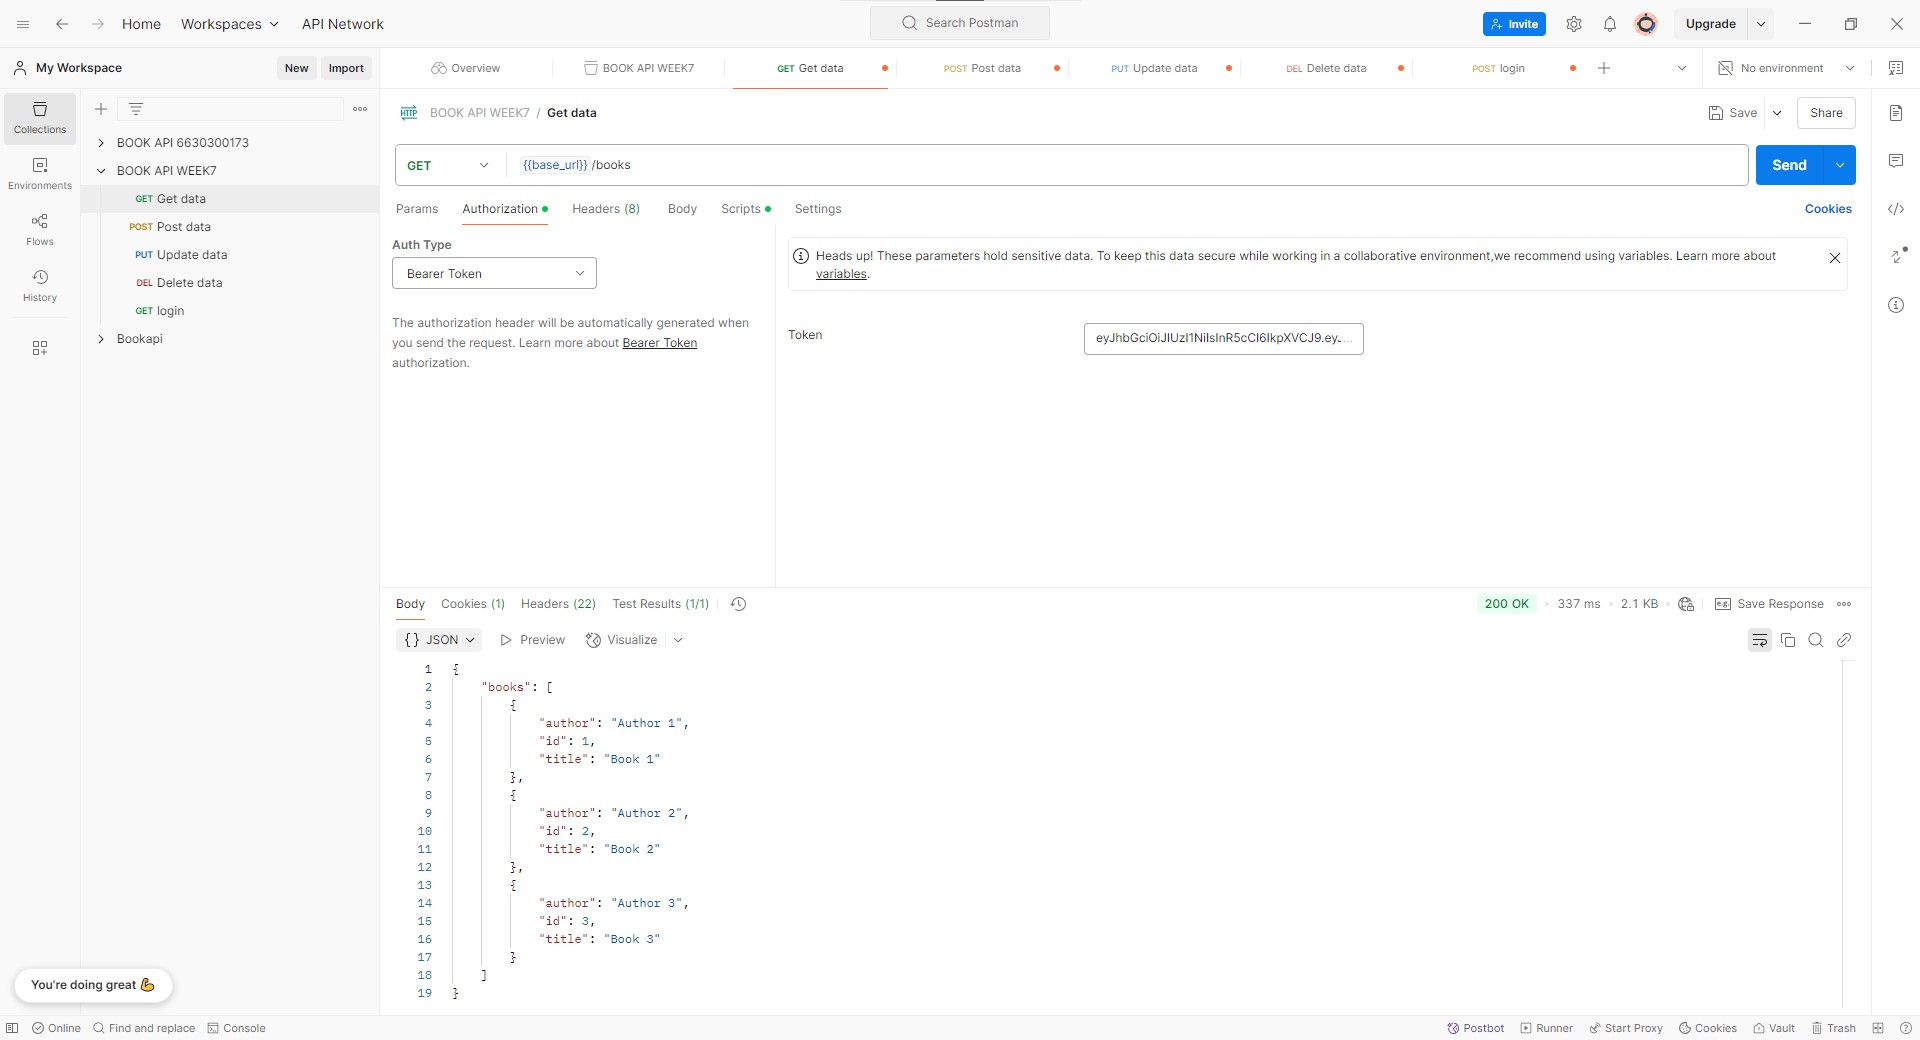 Home Workspaces API Network
Search Postman
Invite
Upgrade
My Workspace
New
Import
Overview
BOOK API WEEK7
GET Get data
POST Post data
PUT Update data
DEL Delete data
POST login
No environment
Collections
Environments
Flows
History
BOOK API 6630300173
BOOK API WEEK7
GET Get data
POST Post data
PUT Update data
DEL Delete data
GET login
Bookapi
HTTP BOOK API WEEK7 / Get data
Save
Share
GET
{{base_url}} /books
Send
Params Authorization Headers (8) Body Scripts Settings
Cookies
Auth Type
Bearer Token
The authorization header will be automatically generated when
you send the request. Learn more about Bearer Token
authorization.
Heads up! These parameters hold sensitive data. To keep this data secure while working in a collaborative environment,we recommend using variables. Learn more about
variables.
Token
Body Cookies (1) Headers (22) Test Results (1/1)
200 OK • 337 ms • 2.1 KB
e.g. Save Response
{} JSON
Preview
Visualize
1 {
2 "books": [
3 {
4 "author": "Author 1",
5 "id": 1,
6 "title": "Book 1"
7 },
8 {
9 "author": "Author 2",
10 "id": 2,
11 "title": "Book 2"
12 },
13 {
14 "author": "Author 3",
15 "id": 3,
16 "title": "Book 3"
17 }
18 ]
19 }
You're doing great 💪
Online Find and replace Console
Postbot Runner Start Proxy Cookies Vault Trash